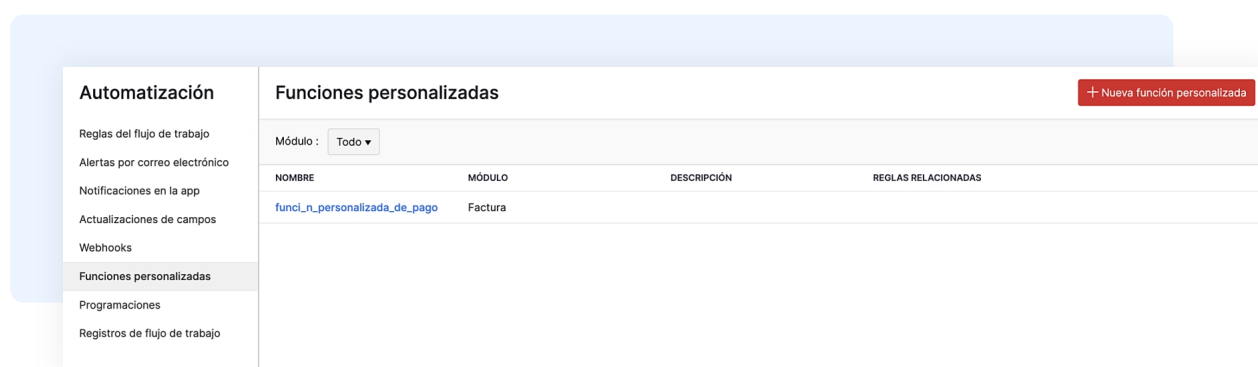 Automatización
Reglas del flujo de trabajo
Alertas por correo electrónico
Notificaciones en la app
Actualizaciones de campos
Webhooks
Funciones personalizadas
Programaciones
Registros de flujo de trabajo
Funciones personalizadas
+ Nueva función personalizada
Módulo : Todo ▾
NOMBRE MÓDULO DESCRIPCIÓN REGLAS RELACIONADAS
funci_n_personalizada_de_pago Factura